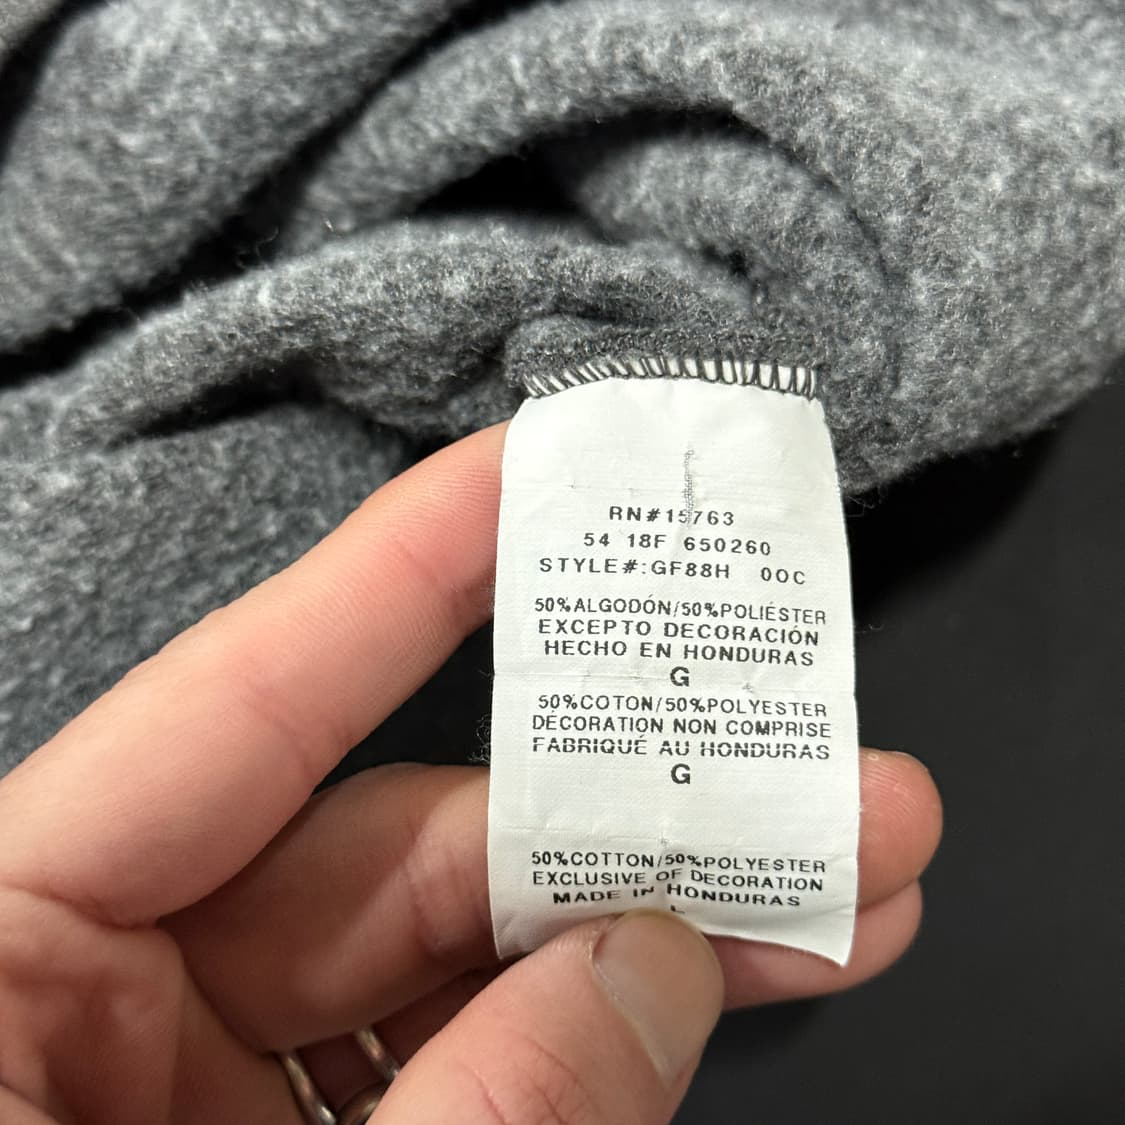 RN#15763
54 18F 650260
STYLE#:GF88H 00C
50%ALGODÓN/50%POLIÉSTER
EXCEPTO DECORACIÓN
HECHO EN HONDURAS
G
50%COTON/50%POLYESTER
DÉCORATION NON COMPRISE
FABRIQUÉ AU HONDURAS
G
50%COTTON/50%POLYESTER
EXCLUSIVE OF DECORATION
MADE IN HONDURAS
L